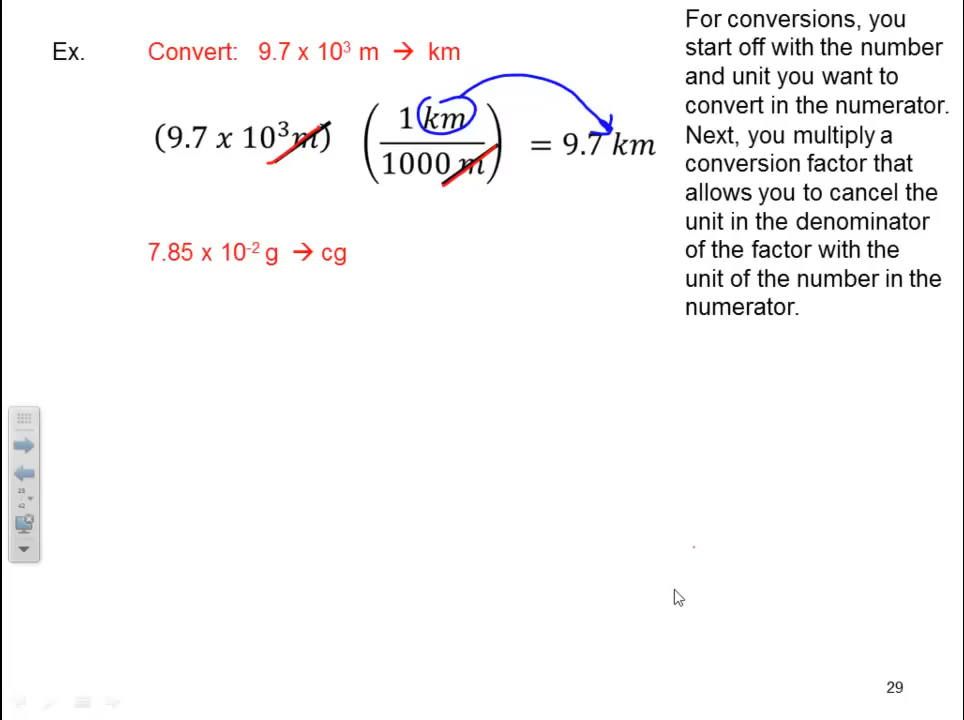 Ex. Convert: 9.7 x 10³ m → km
(9.7 x 10³ m) (1 km / 1000 m) = 9.7 km
7.85 x 10⁻² g → cg
For conversions, you
start off with the number
and unit you want to
convert in the numerator.
Next, you multiply a
conversion factor that
allows you to cancel the
unit in the denominator
of the factor with the
unit of the number in the
numerator.
29